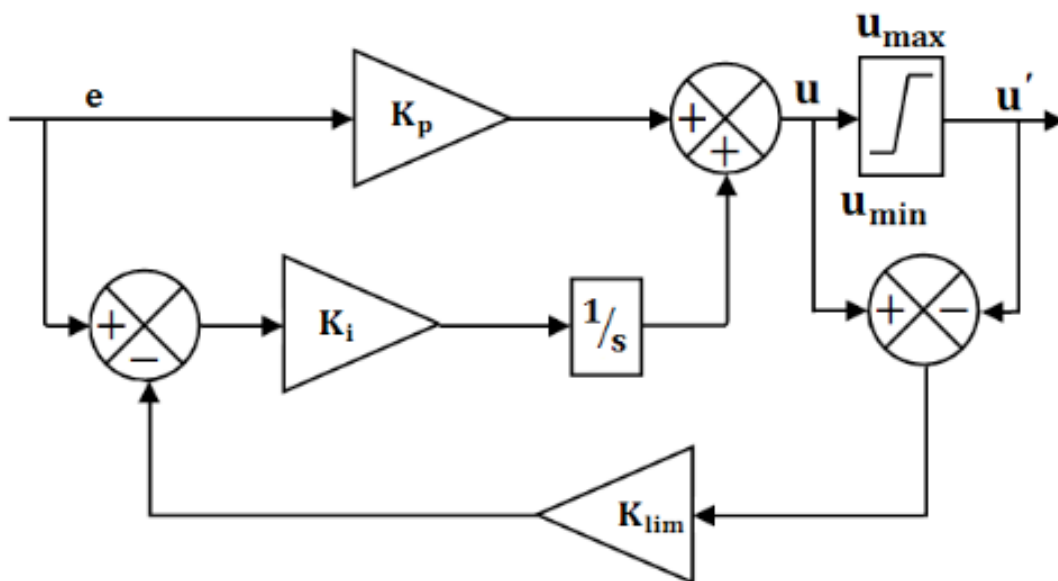 u_max
e
K_p
+
+
u
u′
u_min
+
−
K_i
1/s
+
−
K_lim